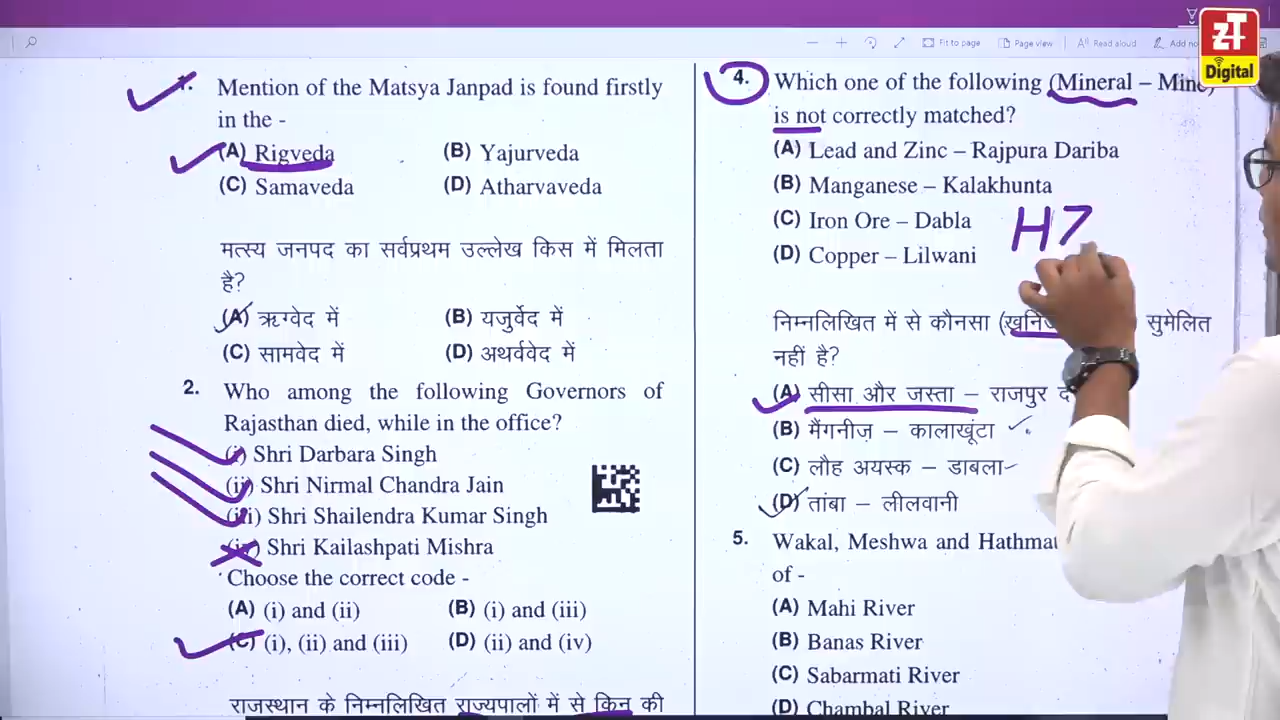 ZT
Digital
Fit to page
Page view
Read aloud
1. Mention of the Matsya Janpad is found firstly
in the -
(A) Rigveda (B) Yajurveda
(C) Samaveda (D) Atharvaveda
मत्स्य जनपद का सर्वप्रथम उल्लेख किस में मिलता
है?
(A) ऋग्वेद में (B) यजुर्वेद में
(C) सामवेद में (D) अथर्ववेद में
2. Who among the following Governors of
Rajasthan died, while in the office?
(i) Shri Darbara Singh
(ii) Shri Nirmal Chandra Jain
(iii) Shri Shailendra Kumar Singh
(iv) Shri Kailashpati Mishra
Choose the correct code -
(A) (i) and (ii) (B) (i) and (iii)
(C) (i), (ii) and (iii) (D) (ii) and (iv)
राजस्थान के निम्नलिखित राज्यपालों में से किन की
4. Which one of the following (Mineral – Mine)
is not correctly matched?
(A) Lead and Zinc – Rajpura Dariba
(B) Manganese – Kalakhunta
(C) Iron Ore – Dabla
(D) Copper – Lilwani
निम्नलिखित में से कौनसा सुमेलित
नहीं है?
(A) सीसा और जस्ता – राजपुर
(B) मैंगनीज़ – कालाखूंटा
(C) लौह अयस्क – डाबला
(D) तांबा – लीलवानी
5. Wakal, Meshwa and
of -
(A) Mahi River
(B) Banas River
(C) Sabarmati River
(D) Chambal River